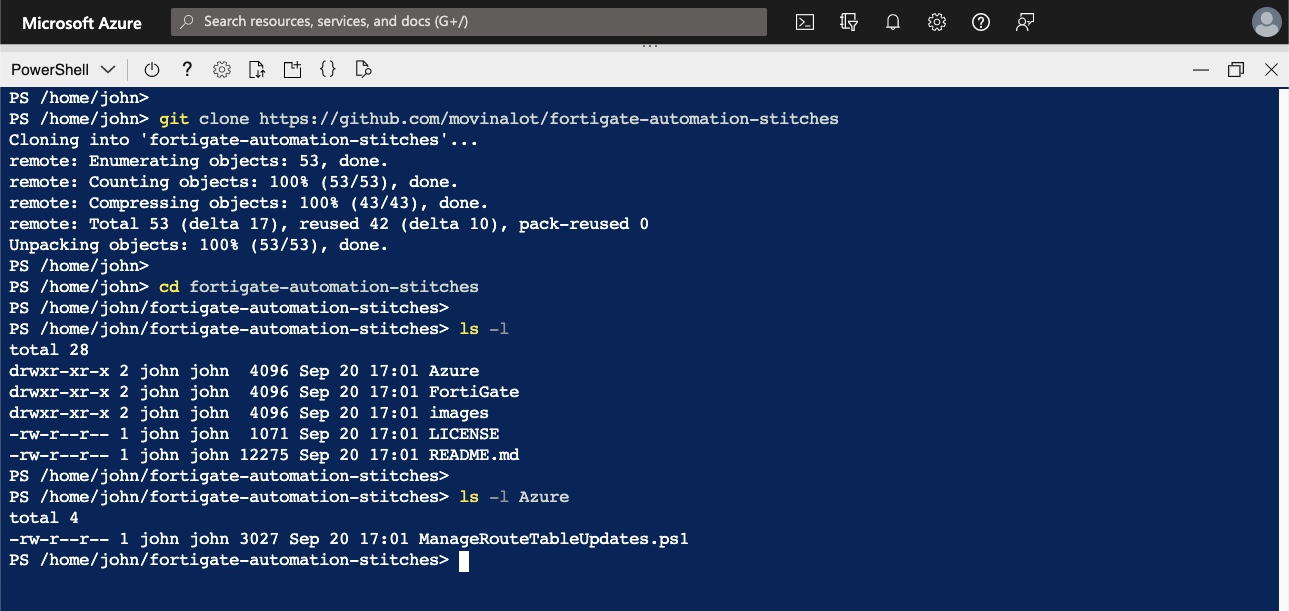 Microsoft Azure
Search resources, services, and docs (G+/)
PowerShell
PS /home/john>
PS /home/john> git clone https://github.com/movinalot/fortigate-automation-stitches
Cloning into 'fortigate-automation-stitches'...
remote: Enumerating objects: 53, done.
remote: Counting objects: 100% (53/53), done.
remote: Compressing objects: 100% (43/43), done.
remote: Total 53 (delta 17), reused 42 (delta 10), pack-reused 0
Unpacking objects: 100% (53/53), done.
PS /home/john>
PS /home/john> cd fortigate-automation-stitches
PS /home/john/fortigate-automation-stitches>
PS /home/john/fortigate-automation-stitches> ls -l
total 28
drwxr-xr-x 2 john john  4096 Sep 20 17:01 Azure
drwxr-xr-x 2 john john  4096 Sep 20 17:01 FortiGate
drwxr-xr-x 2 john john  4096 Sep 20 17:01 images
-rw-r--r-- 1 john john  1071 Sep 20 17:01 LICENSE
-rw-r--r-- 1 john john 12275 Sep 20 17:01 README.md
PS /home/john/fortigate-automation-stitches>
PS /home/john/fortigate-automation-stitches> ls -l Azure
total 4
-rw-r--r-- 1 john john 3027 Sep 20 17:01 ManageRouteTableUpdates.ps1
PS /home/john/fortigate-automation-stitches>